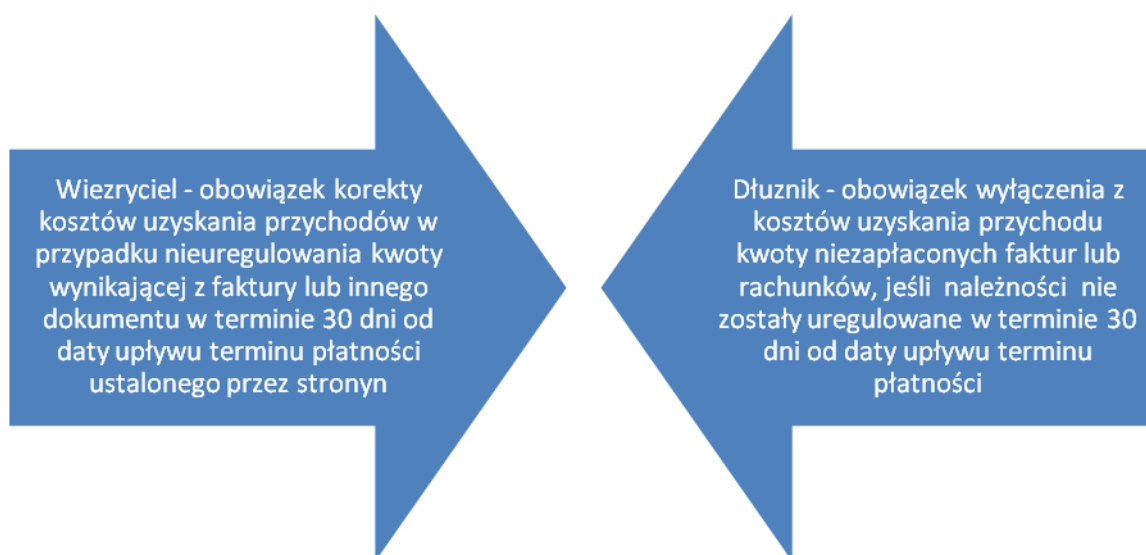 Wiezryciel - obowiązek korekty
kosztów uzyskania przychodów w
przypadku nieuregulowania kwoty
wynikającej z faktury lub innego
dokumentu w terminie 30 dni od
daty upływu terminu płatności
ustalonego przez stronyn
Dłuznik - obowiązek wyłączenia z
kosztów uzyskania przychodu
kwoty niezapłaconych faktur lub
rachunków, jeśli należności nie
zostały uregulowane w terminie 30
dni od daty upływu terminu
płatności